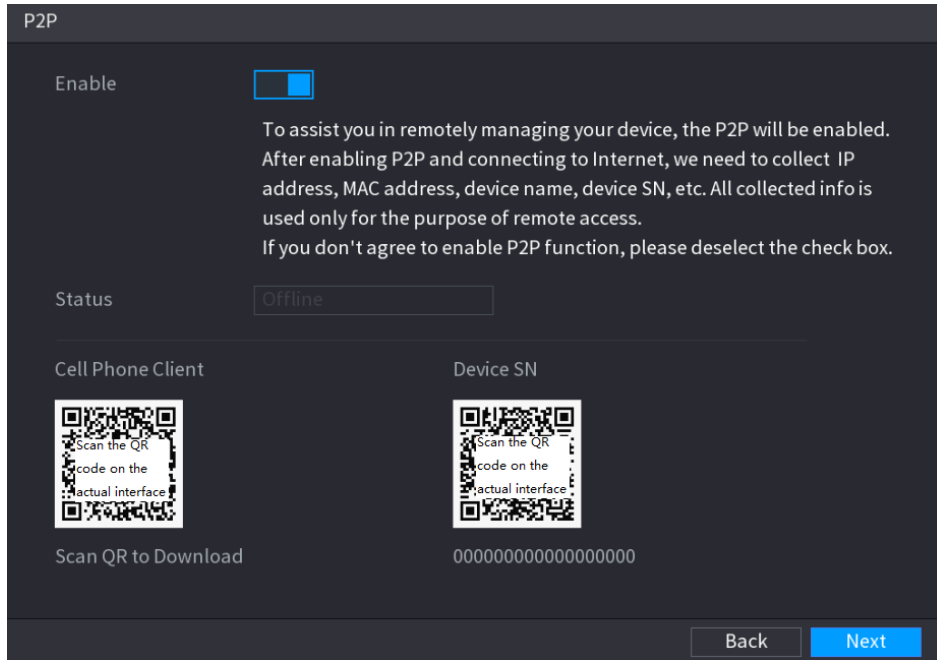 P2P
Enable
To assist you in remotely managing your device, the P2P will be enabled.
After enabling P2P and connecting to Internet, we need to collect IP
address, MAC address, device name, device SN, etc. All collected info is
used only for the purpose of remote access.
If you don't agree to enable P2P function, please deselect the check box.
Status
Offline
Cell Phone Client
Device SN
Scan the QR
code on the
actual interface
Scan the QR
code on the
actual interface
Scan QR to Download
000000000000000000
Back
Next